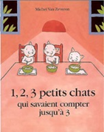 1, 2, 3 petits chats
qui savaient compter
jusqu'à 3